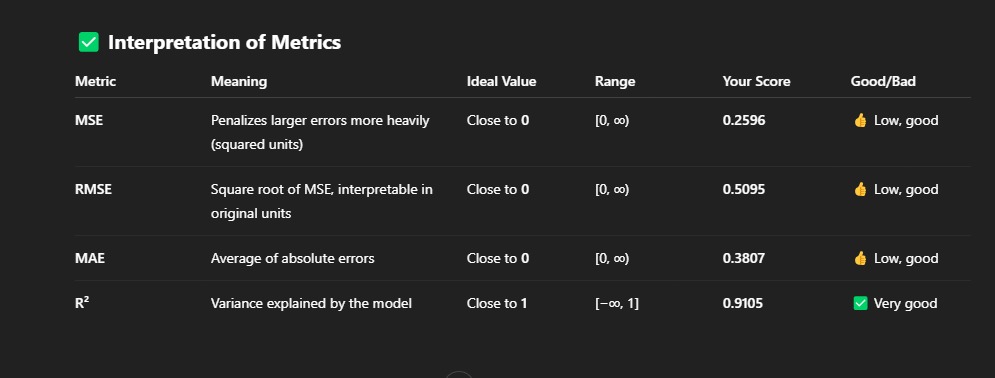 ✅ Interpretation of Metrics
Metric Meaning Ideal Value Range Your Score Good/Bad
MSE Penalizes larger errors more heavily Close to 0 [0, ∞) 0.2596 👍 Low, good
(squared units)
RMSE Square root of MSE, interpretable in Close to 0 [0, ∞) 0.5095 👍 Low, good
original units
MAE Average of absolute errors Close to 0 [0, ∞) 0.3807 👍 Low, good
R² Variance explained by the model Close to 1 [−∞, 1] 0.9105 ✅ Very good